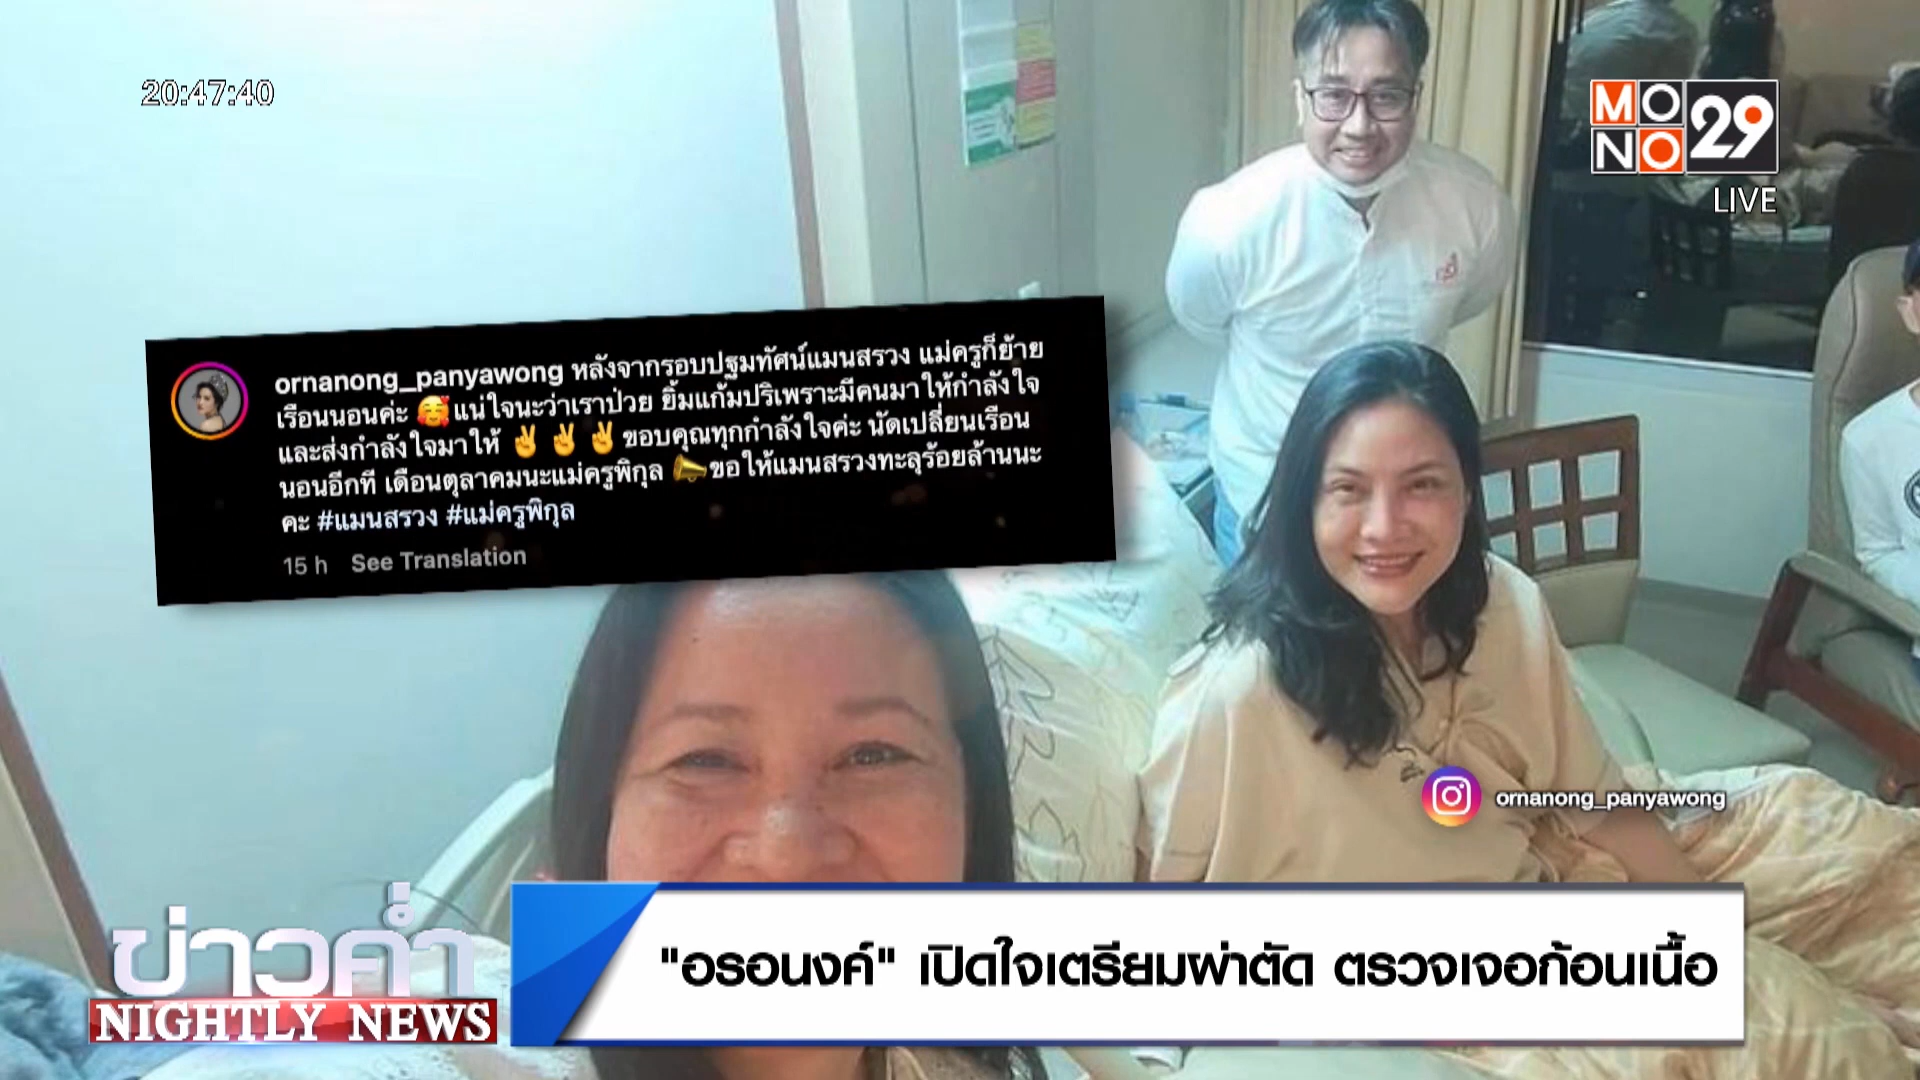 20:47:40
MONO 29
LIVE
ornanong_panyawong หลังจากรอบปฐมทัศน์แมนสรวง แม่ครูก็ย้าย
เรือนนอนค่ะ 🥰แน่ใจนะว่าเราป่วย ยิ้มแก้มปริเพราะมีคนมาให้กำลังใจ
และส่งกำลังใจมาให้ ✌️✌️✌️ขอบคุณทุกกำลังใจค่ะ นัดเปลี่ยนเรือน
นอนอีกที เดือนตุลาคมนะแม่ครูพิกุล 📣ขอให้แมนสรวงทะลุร้อยล้านนะ
คะ #แมนสรวง #แม่ครูพิกุล
15 h See Translation
ornanong_panyawong
ข่าวค่ำ
NIGHTLY NEWS
"อรอนงค์" เปิดใจเตรียมผ่าตัด ตรวจเจอก้อนเนื้อ